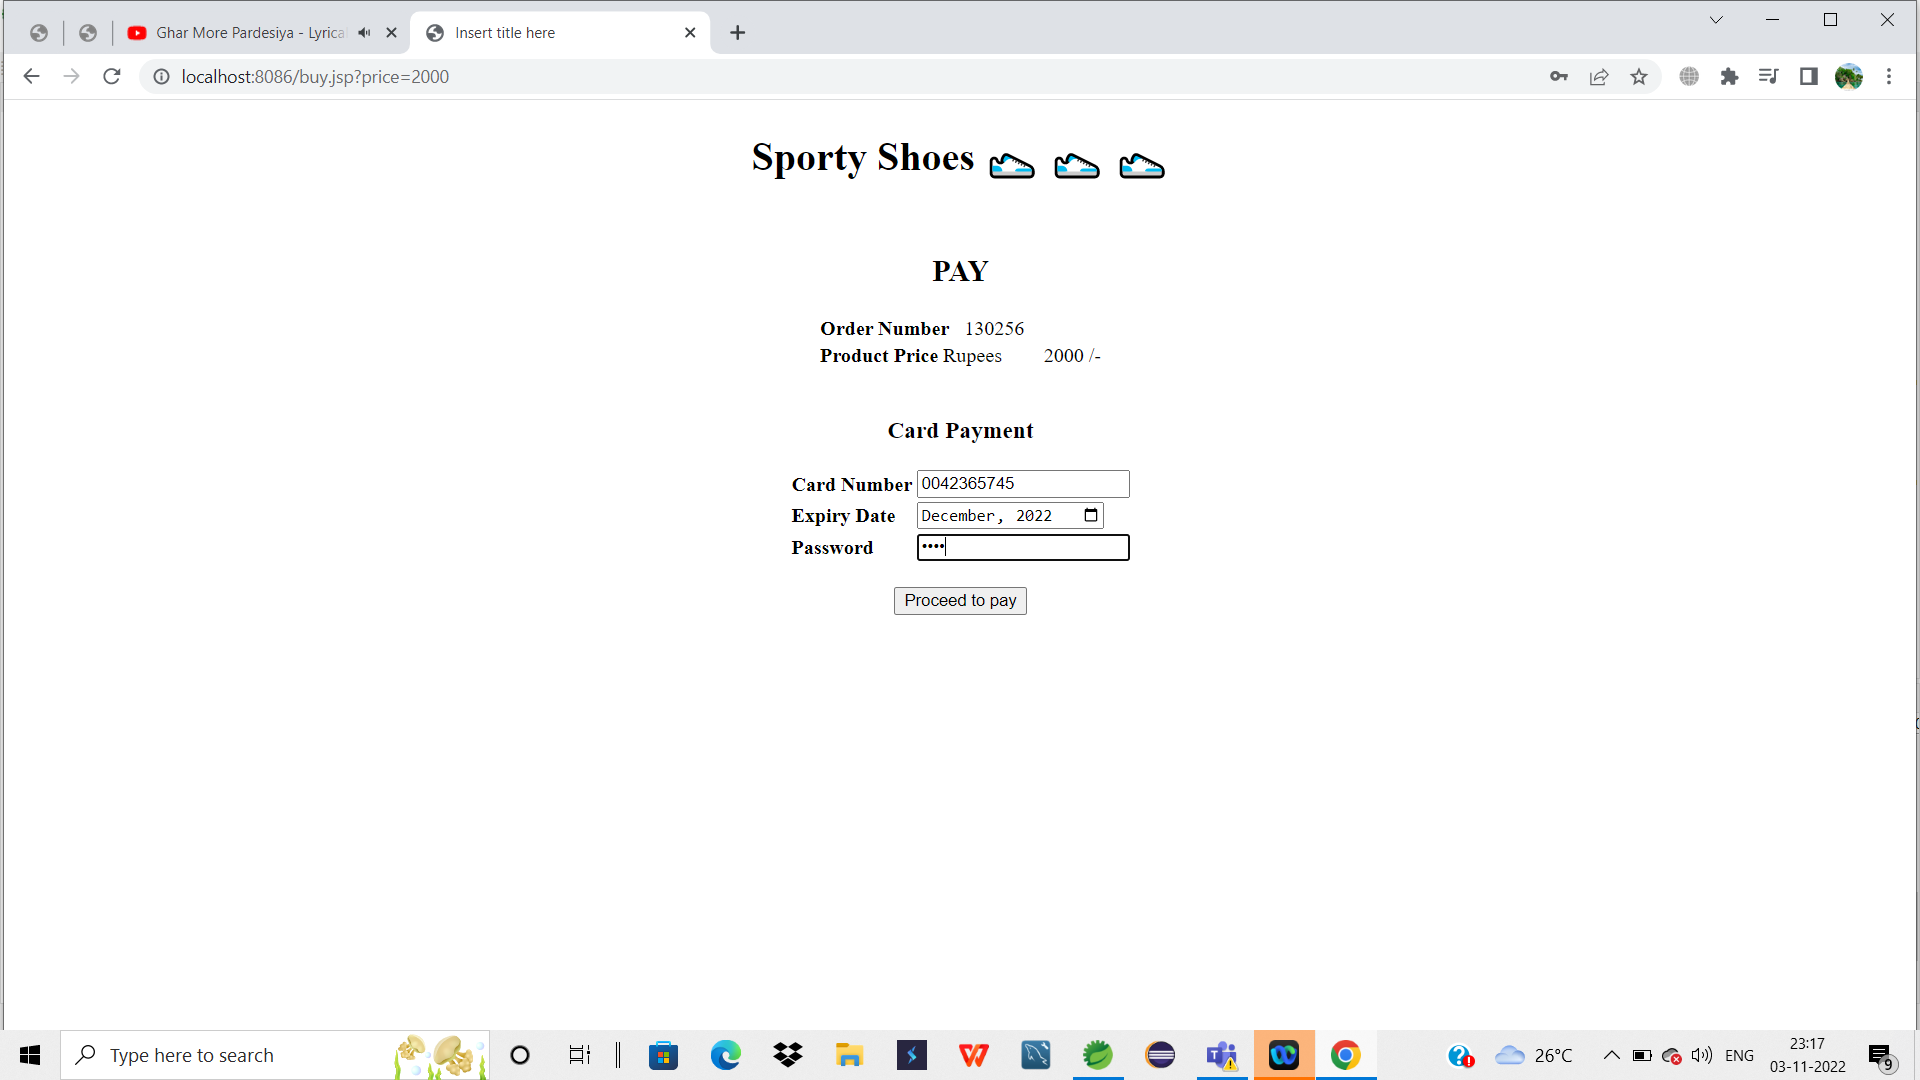 Ghar More Pardesiya - Lyrica
Insert title here
localhost:8086/buy.jsp?price=2000
Sporty Shoes
PAY
Order Number 130256
Product Price Rupees 2000 /-
Card Payment
Card Number 0042365745
Expiry Date December, 2022
Password ••••
Proceed to pay
Type here to search
26°C
ENG
23:17
03-11-2022
9